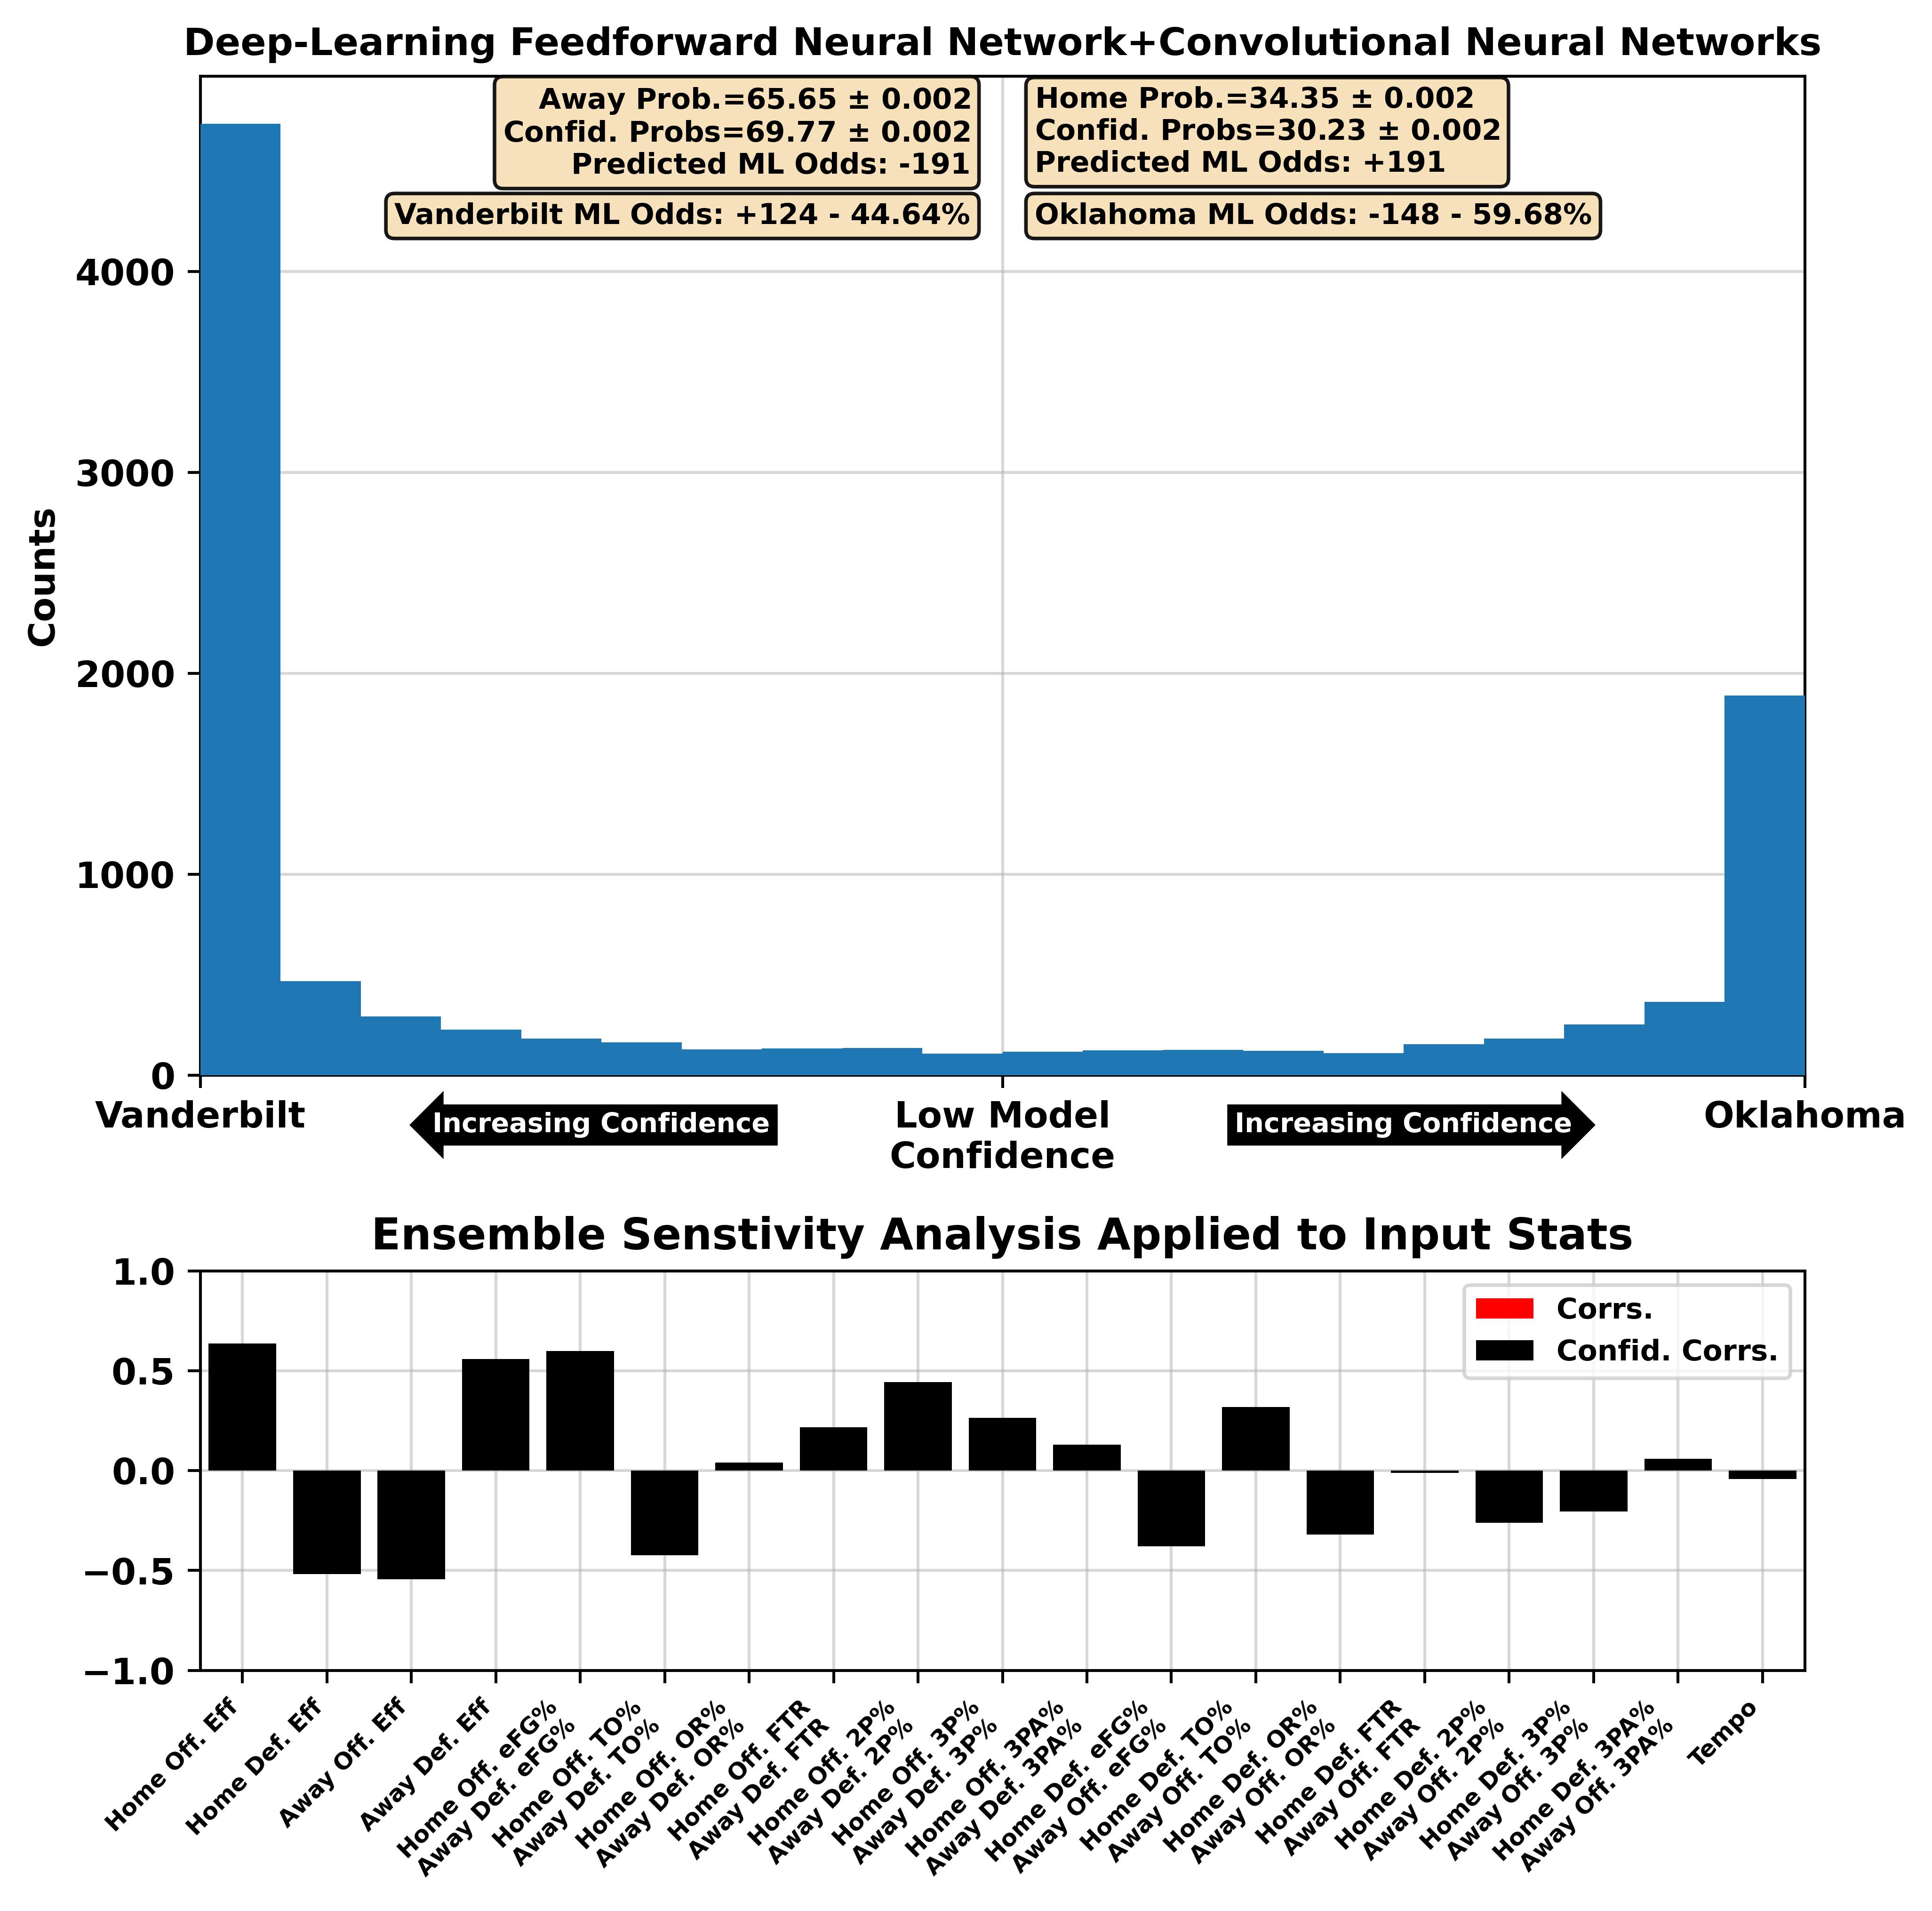 Deep-Learning Feedforward Neural Network+Convolutional Neural Networks
Away Prob.=65.65 ± 0.002
Confid. Probs=69.77 ± 0.002
Predicted ML Odds: -191
Home Prob.=34.35 ± 0.002
Confid. Probs=30.23 ± 0.002
Predicted ML Odds: +191
Vanderbilt ML Odds: +124 - 44.64%
Oklahoma ML Odds: -148 - 59.68%
Counts
4000
3000
2000
1000
0
Vanderbilt
Increasing Confidence
Low Model
Confidence
Increasing Confidence
Oklahoma
Ensemble Senstivity Analysis Applied to Input Stats
1.0
0.5
0.0
−0.5
−1.0
Corrs.
Confid. Corrs.
Home Off. Eff
Home Def. Eff
Away Off. Eff
Away Def. Eff
Home Off. eFG%
Away Def. eFG%
Home Off. TO%
Away Def. TO%
Home Off. OR%
Away Def. OR%
Home Off. FTR
Away Def. FTR
Home Off. 2P%
Away Def. 2P%
Home Off. 3P%
Away Def. 3P%
Home Off. 3PA%
Away Def. 3PA%
Home Def. eFG%
Away Off. eFG%
Home Def. TO%
Away Off. TO%
Home Def. OR%
Away Off. OR%
Home Def. FTR
Away Off. FTR
Home Def. 2P%
Away Off. 2P%
Home Def. 3P%
Away Off. 3P%
Home Def. 3PA%
Away Off. 3PA%
Tempo